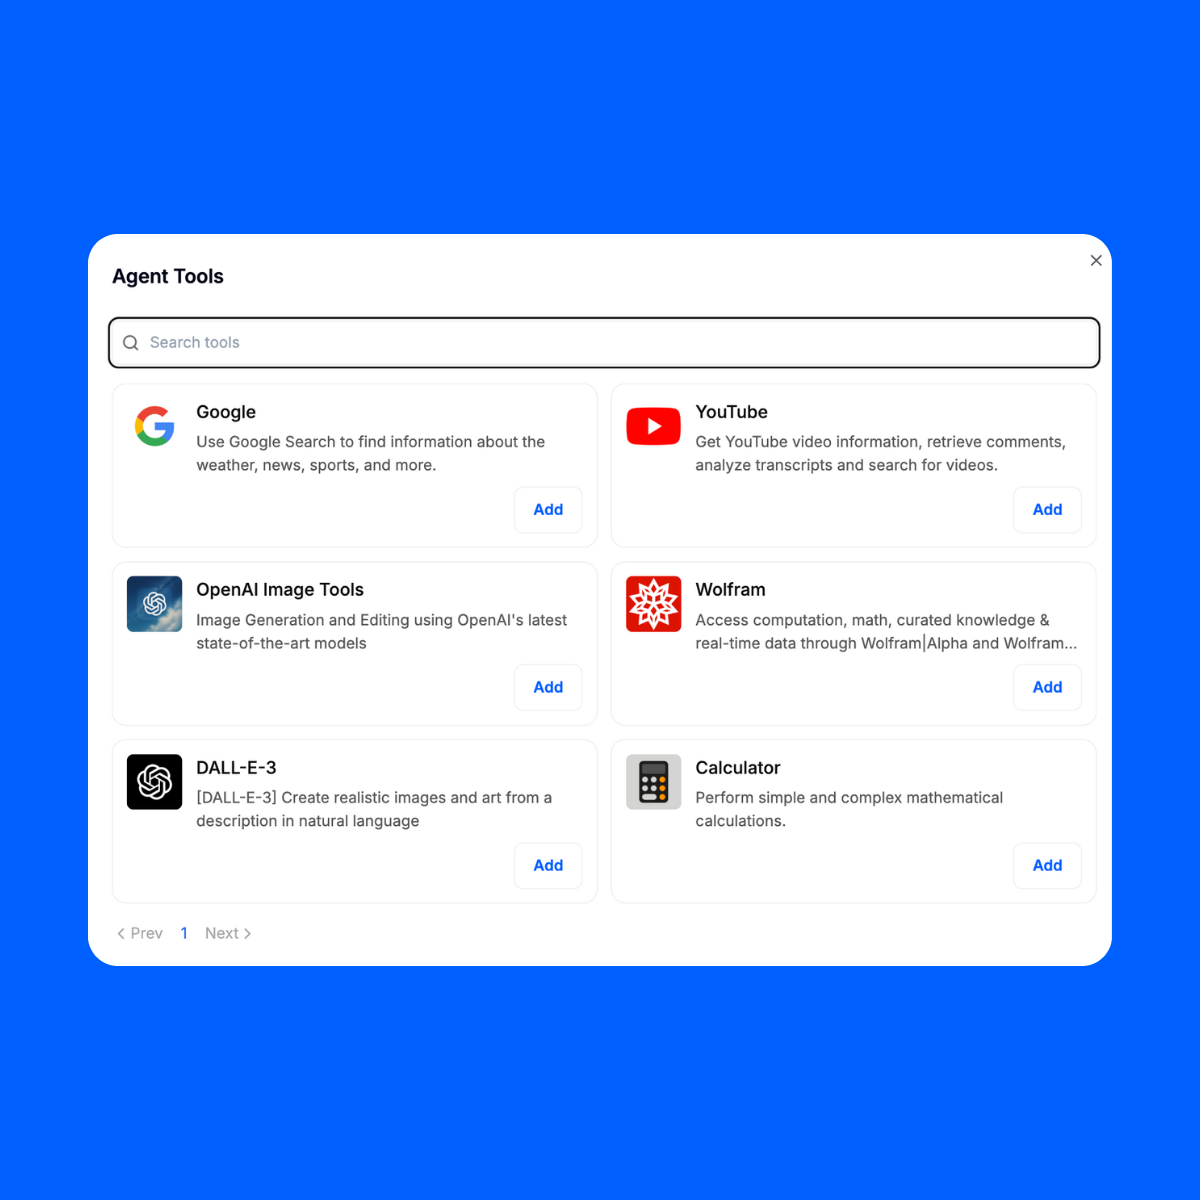 Agent Tools
Search tools
Google
Use Google Search to find information about the
weather, news, sports, and more.
Add
YouTube
Get YouTube video information, retrieve comments,
analyze transcripts and search for videos.
Add
OpenAI Image Tools
Image Generation and Editing using OpenAI's latest
state-of-the-art models
Add
Wolfram
Access computation, math, curated knowledge &
real-time data through Wolfram|Alpha and Wolfram...
Add
DALL-E-3
[DALL-E-3] Create realistic images and art from a
description in natural language
Add
Calculator
Perform simple and complex mathematical
calculations.
Add
Prev 1 Next